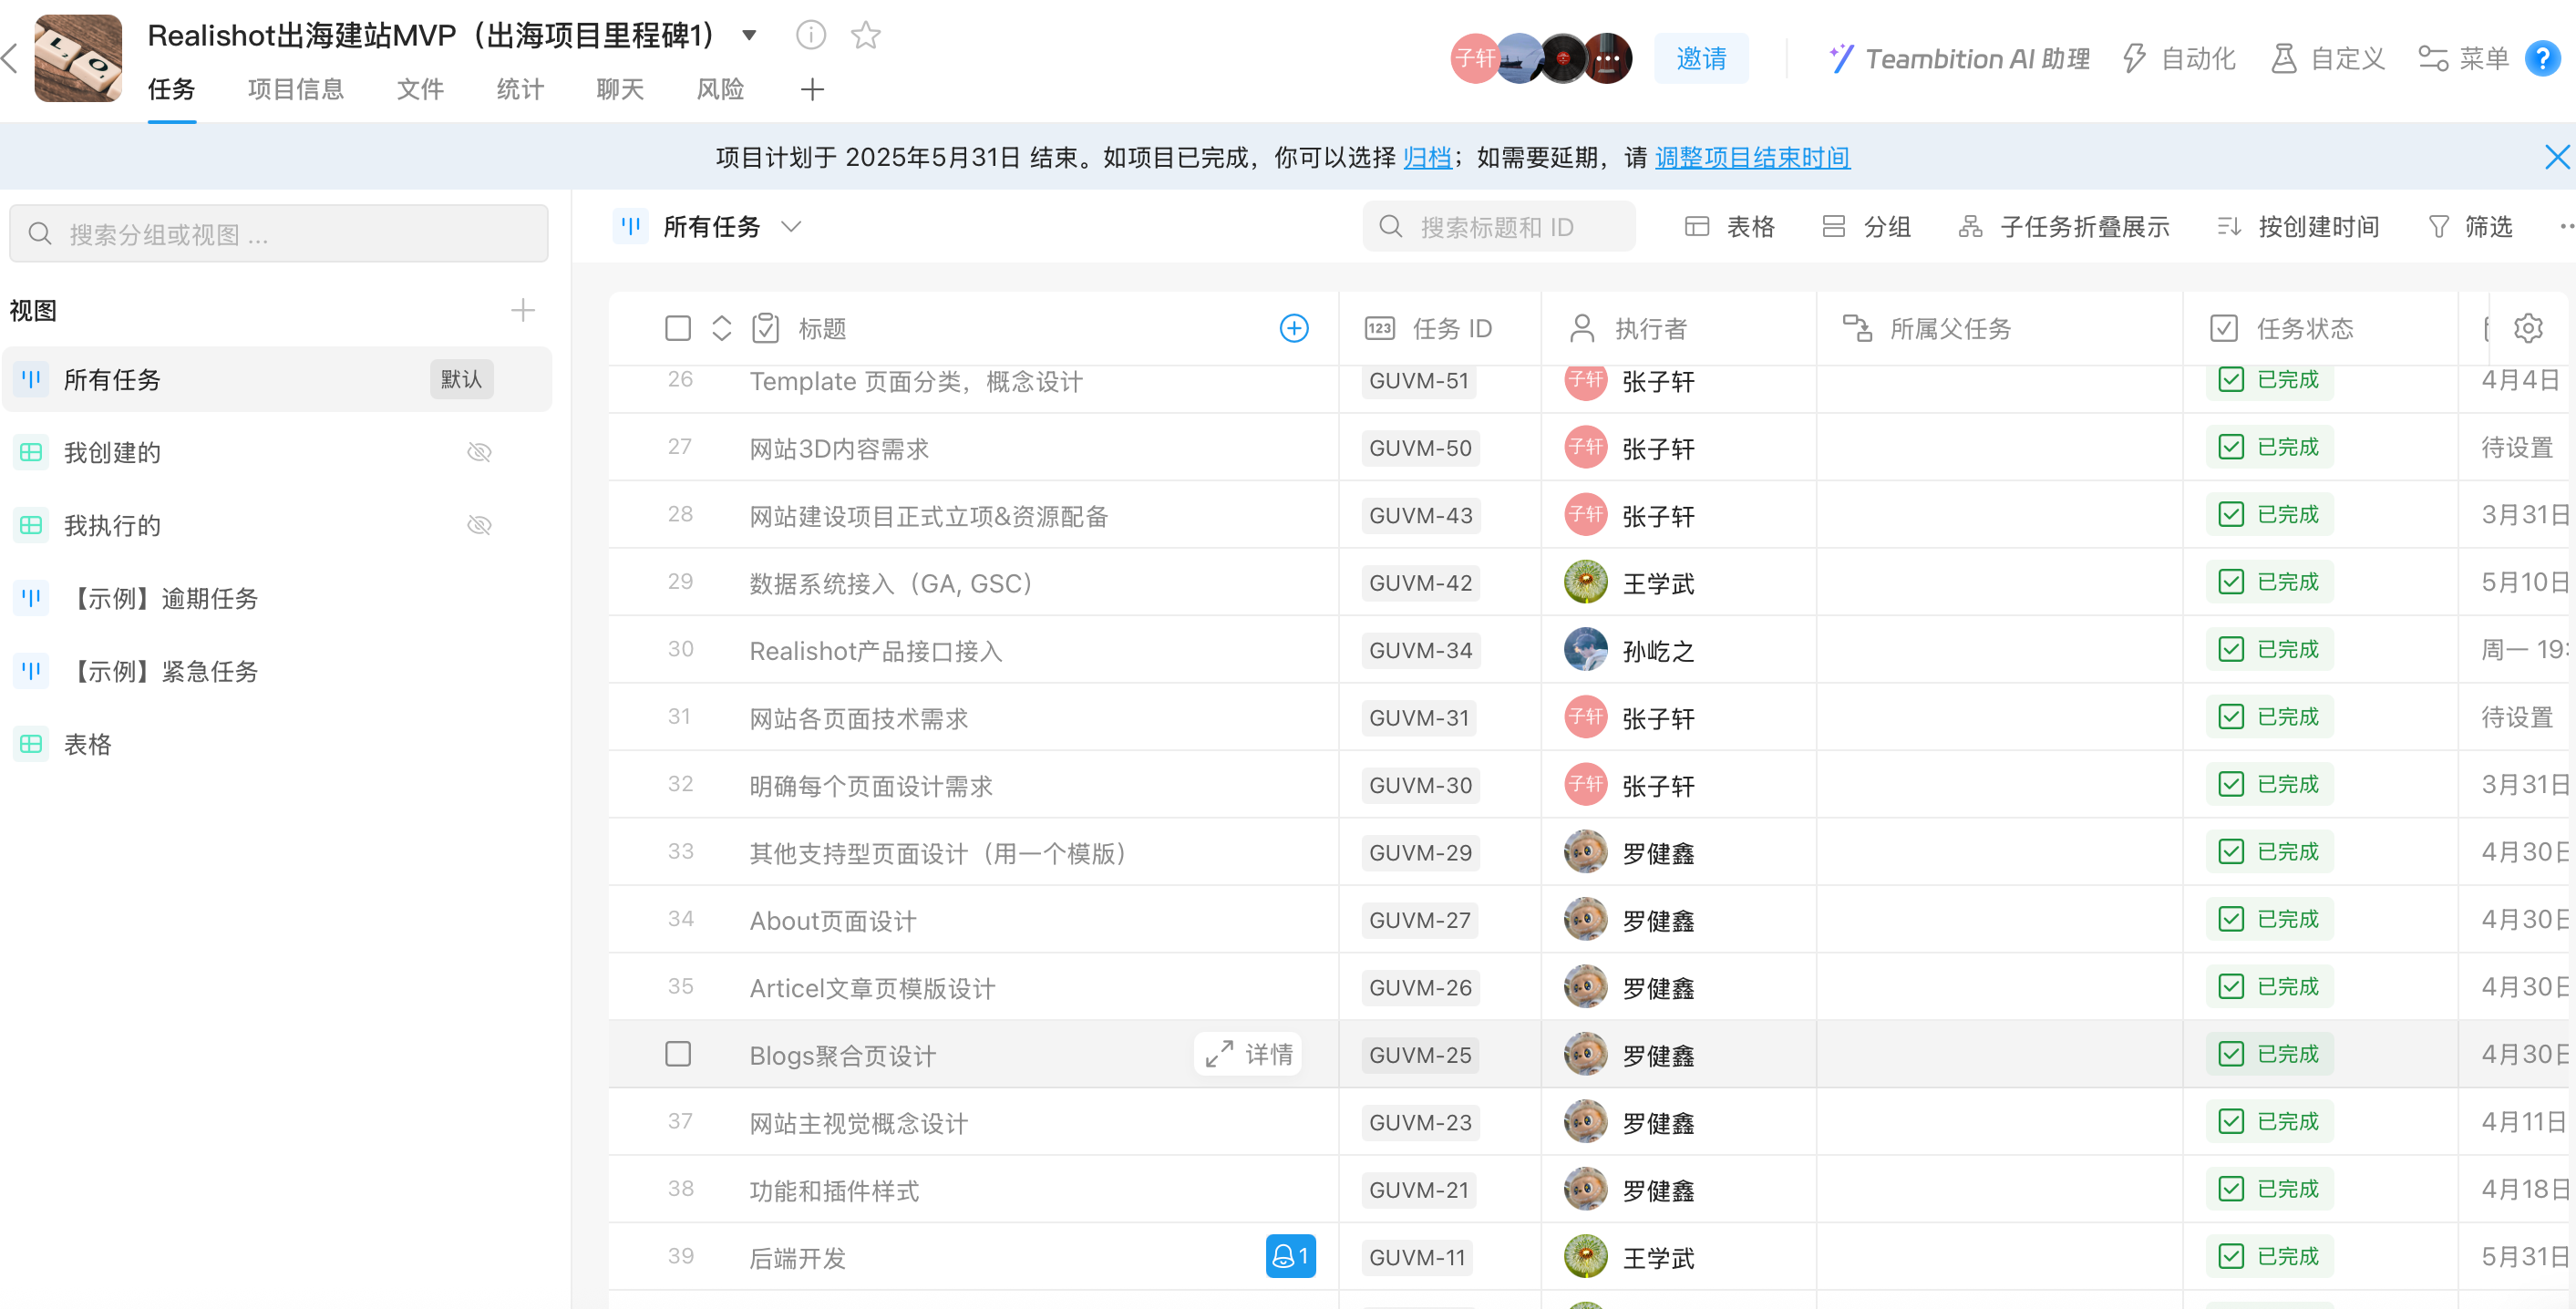 Realishot出海建站MVP（出海项目里程碑1）
任务 项目信息 文件 统计 聊天 风险
子轩 邀请 Teambition AI 助理 自动化 自定义 菜单 ?
项目计划于 2025年5月31日 结束。如项目已完成，你可以选择 归档；如需要延期，请 调整项目结束时间
搜索分组或视图 ...
视图
所有任务 默认
我创建的
我执行的
【示例】逾期任务
【示例】紧急任务
表格
所有任务 搜索标题和 ID 表格 分组 子任务折叠展示 按创建时间 筛选
标题 123 任务 ID 执行者 所属父任务 任务状态
26 Template 页面分类，概念设计 GUVM-51 子轩 张子轩 已完成 4月4日
27 网站3D内容需求 GUVM-50 子轩 张子轩 已完成 待设置
28 网站建设项目正式立项&资源配备 GUVM-43 子轩 张子轩 已完成 3月31日
29 数据系统接入（GA, GSC） GUVM-42 王学武 已完成 5月10日
30 Realishot产品接口接入 GUVM-34 孙屹之 已完成 周一 19:
31 网站各页面技术需求 GUVM-31 子轩 张子轩 已完成 待设置
32 明确每个页面设计需求 GUVM-30 子轩 张子轩 已完成 3月31日
33 其他支持型页面设计（用一个模版） GUVM-29 罗健鑫 已完成 4月30日
34 About页面设计 GUVM-27 罗健鑫 已完成 4月30日
35 Articel文章页模版设计 GUVM-26 罗健鑫 已完成 4月30日
Blogs聚合页设计 详情 GUVM-25 罗健鑫 已完成 4月30日
37 网站主视觉概念设计 GUVM-23 罗健鑫 已完成 4月11日
38 功能和插件样式 GUVM-21 罗健鑫 已完成 4月18日
39 后端开发 1 GUVM-11 王学武 已完成 5月31日